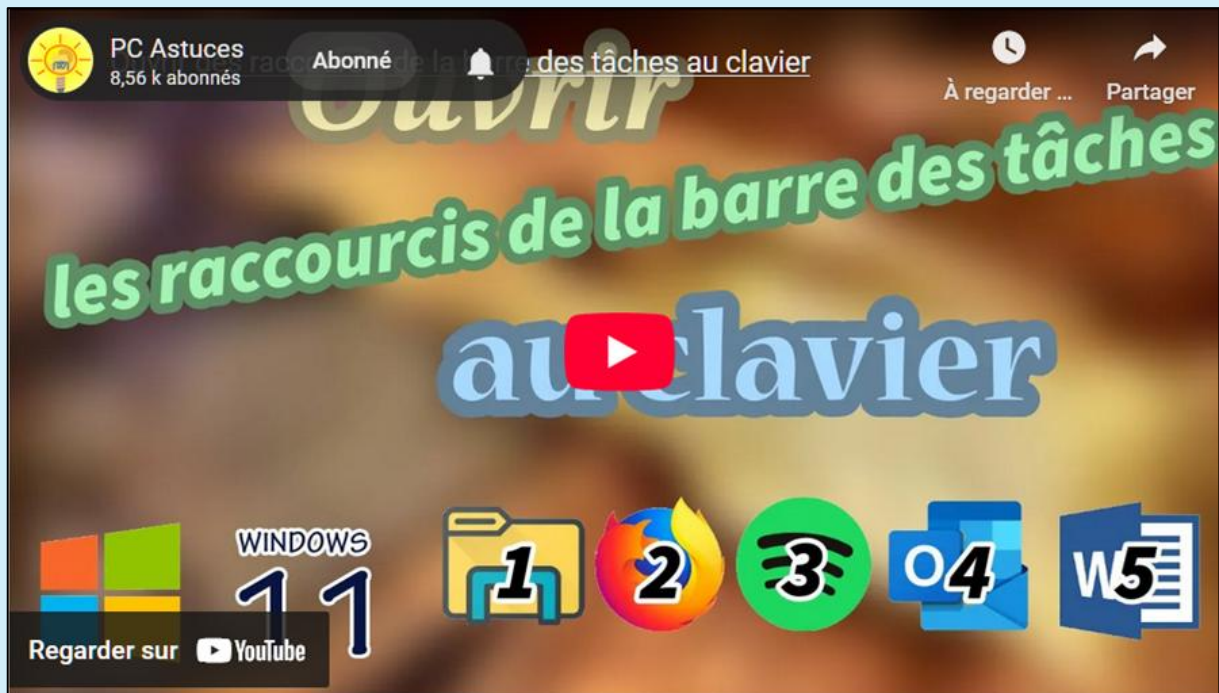 PC Astuces
8,56 k abonnés
Abonné
des tâches au clavier
À regarder ...
Partager
Ouvrir
les raccourcis de la barre des tâches
au clavier
WINDOWS
11
1
2
3
O4
W5
Regarder sur YouTube